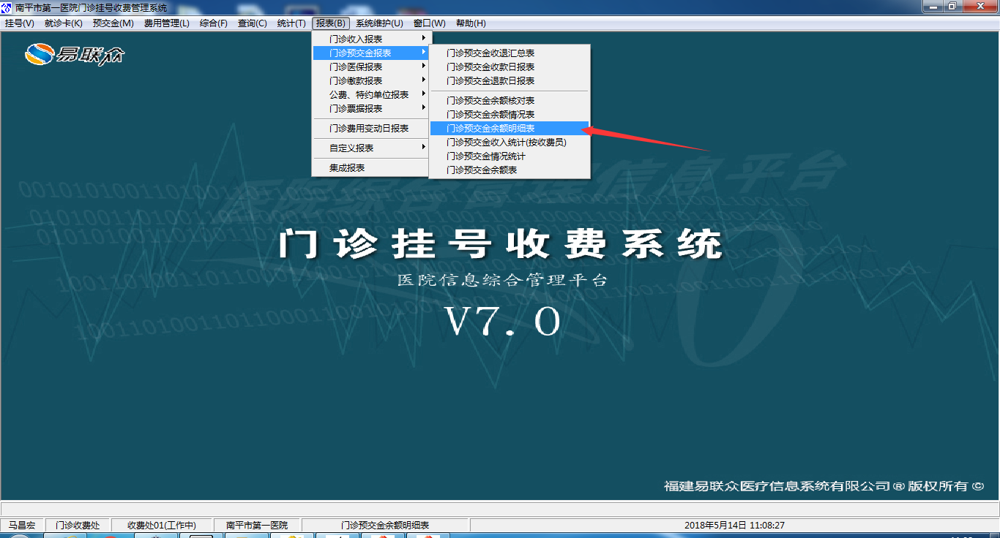 南平市第一医院门诊挂号收费管理系统
挂号(V) 就诊卡(K) 预交金(M) 费用管理(L) 综合(F) 查询(C) 统计(T) 报表(B) 系统维护(U) 窗口(W) 帮助(H)
易联众
门诊收入报表
门诊预交金报表
门诊医保报表
门诊缴款报表
公费、特约单位报表
门诊票据报表
门诊费用变动日报表
自定义报表
集成报表
门诊预交金收退汇总表
门诊预交金收款日报表
门诊预交金退款日报表
门诊预交金余额核对表
门诊预交金余额情况表
门诊预交金余额明细表
门诊预交金收入统计(按收费员)
门诊预交金情况统计
门诊预交金余额表
医院综合管理信息平台
门诊挂号收费系统
医院信息综合管理平台
V7.0
福建易联众医疗信息系统有限公司®版权所有©
马昌宏 门诊收费处 收费处01(工作中) 南平市第一医院 门诊预交金余额明细表 2018年5月14日 11:08:27